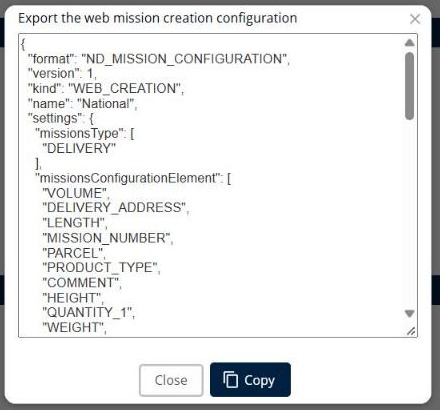 Export the web mission creation configuration
{
"format": "ND_MISSION_CONFIGURATION",
"version": 1,
"kind": "WEB_CREATION",
"name": "National",
"settings": {
"missionsType": [
"DELIVERY"
],
"missionsConfigurationElement": [
"VOLUME",
"DELIVERY_ADDRESS",
"LENGTH",
"MISSION_NUMBER",
"PARCEL",
"PRODUCT_TYPE",
"COMMENT",
"HEIGHT",
"QUANTITY_1",
"WEIGHT",
Close Copy